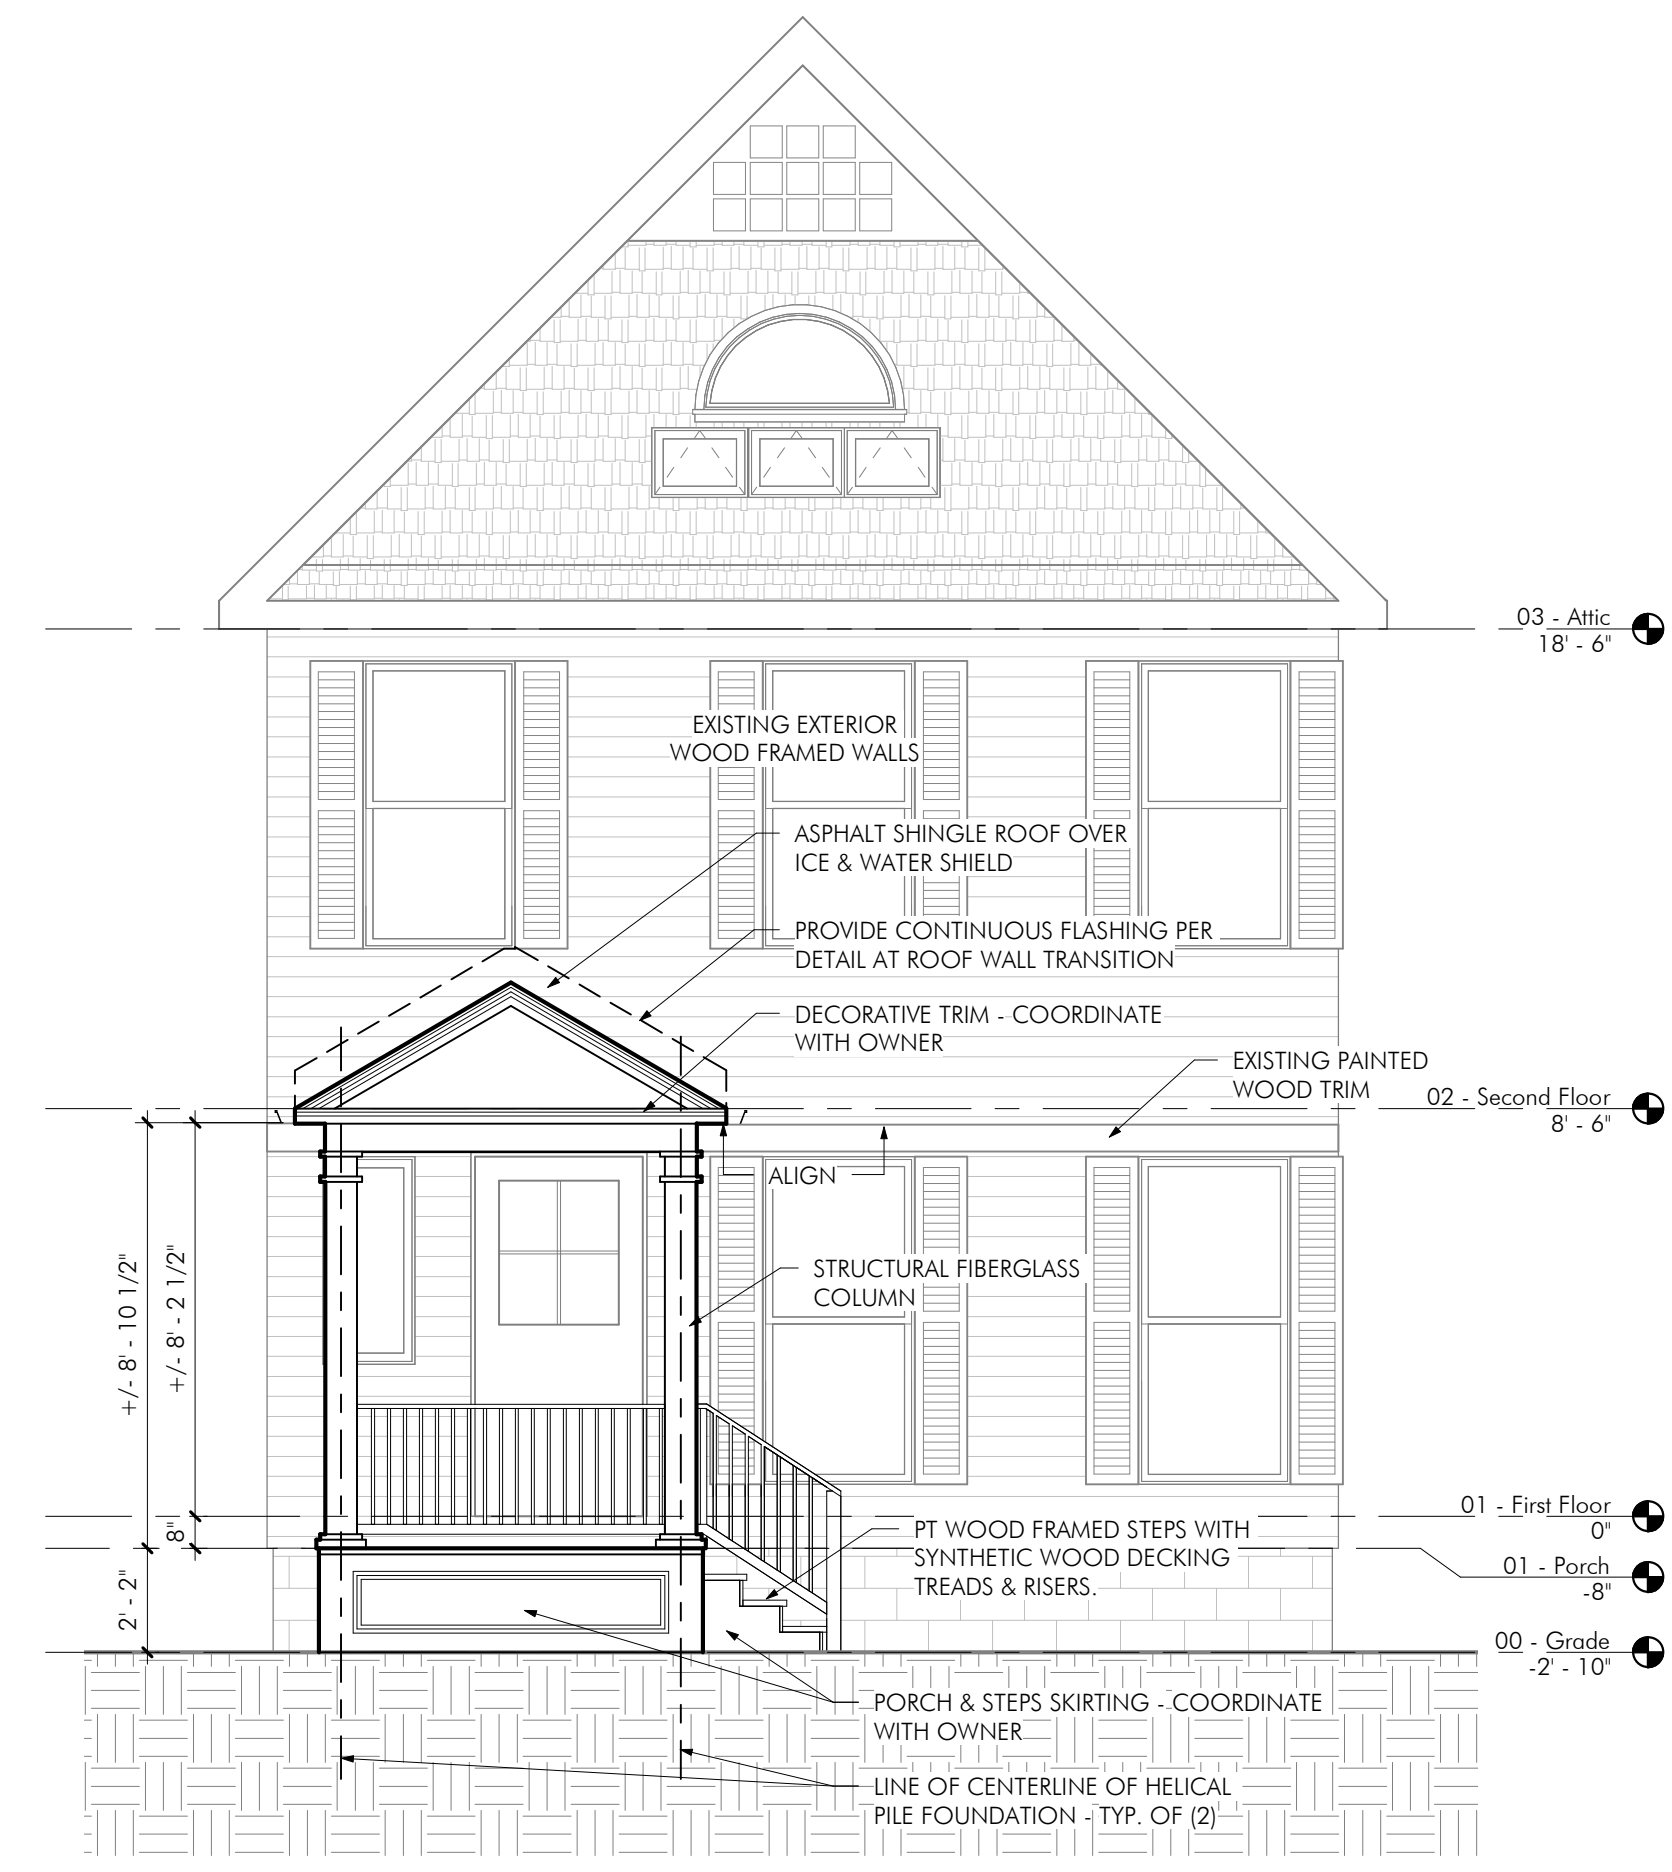 03 - Attic
18' - 6"
EXISTING EXTERIOR
WOOD FRAMED WALLS
ASPHALT SHINGLE ROOF OVER
ICE & WATER SHIELD
PROVIDE CONTINUOUS FLASHING PER
DETAIL AT ROOF WALL TRANSITION
DECORATIVE TRIM - COORDINATE
WITH OWNER
EXISTING PAINTED
WOOD TRIM
02 - Second Floor
8' - 6"
ALIGN
STRUCTURAL FIBERGLASS
COLUMN
+/- 8' - 10 1/2"
+/- 8' - 2 1/2"
8"
2' - 2"
01 - First Floor
0"
PT WOOD FRAMED STEPS WITH
SYNTHETIC WOOD DECKING
TREADS & RISERS.
01 - Porch
-8"
00 - Grade
-2' - 10"
PORCH & STEPS SKIRTING - COORDINATE
WITH OWNER
LINE OF CENTERLINE OF HELICAL
PILE FOUNDATION - TYP. OF (2)